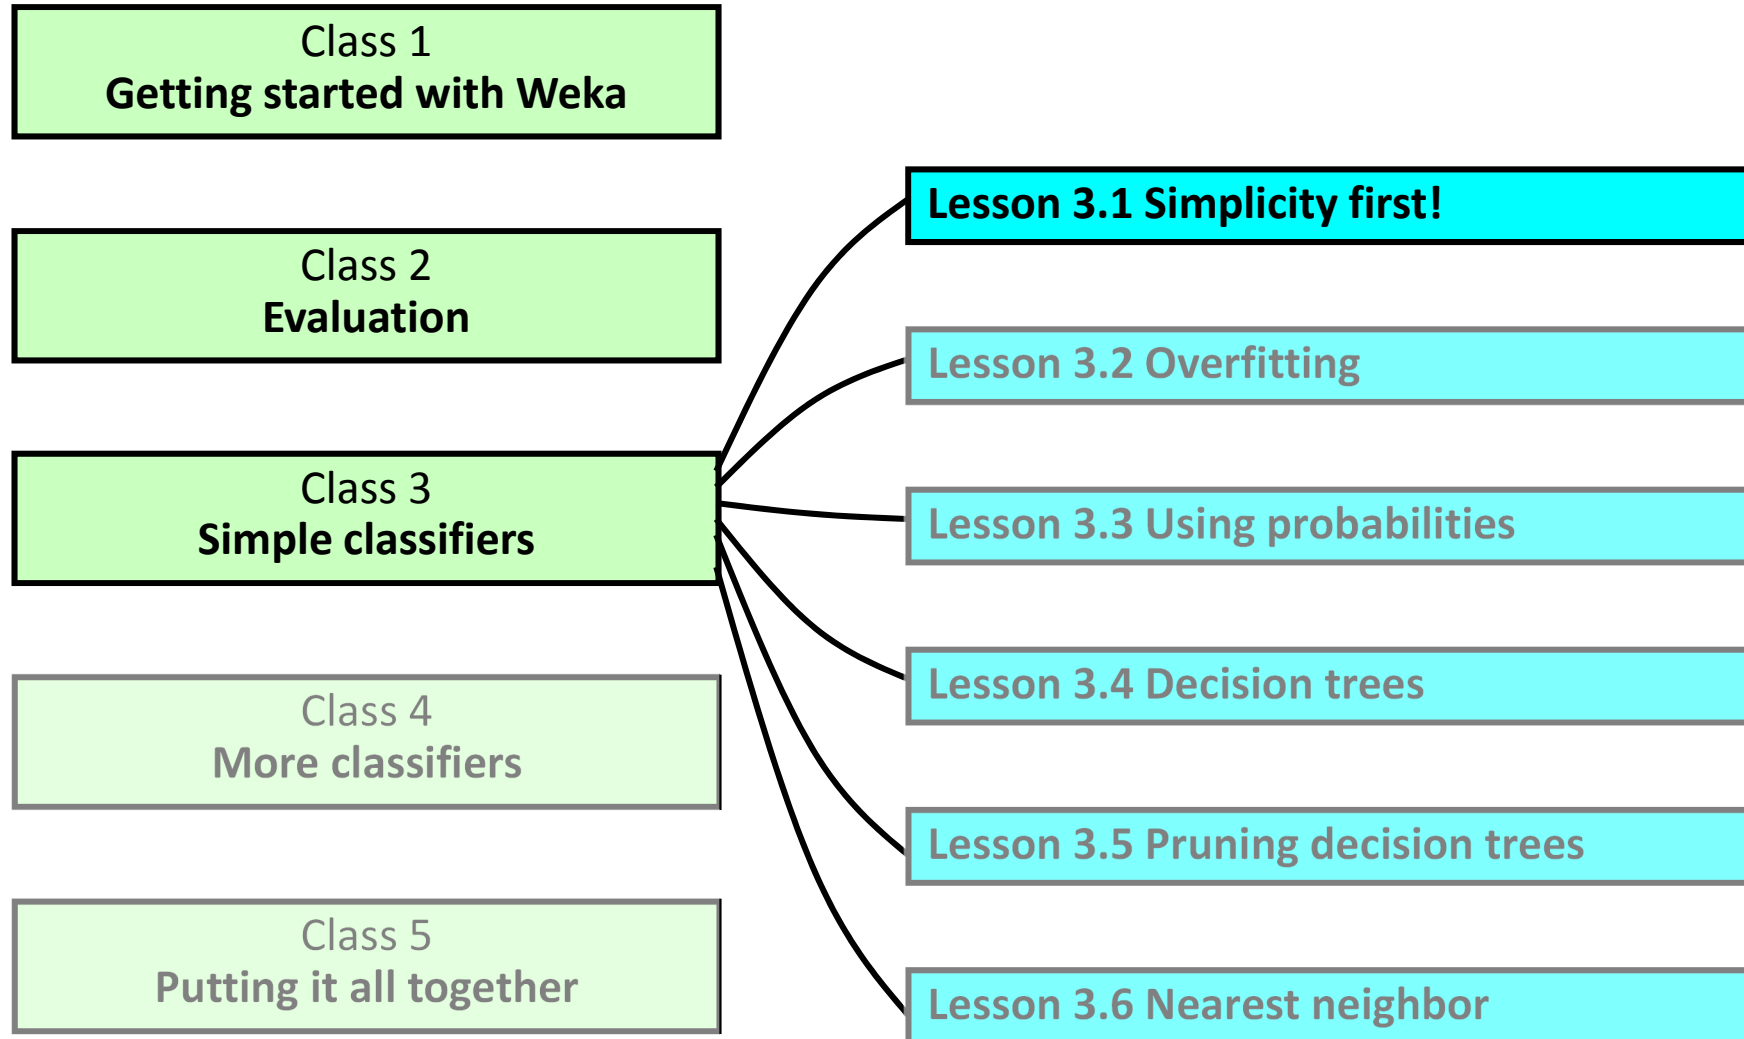 Class 1
Getting started with Weka
Class 2
Evaluation
Class 3
Simple classifiers
Class 4
More classifiers
Class 5
Putting it all together
Lesson 3.1 Simplicity first!
Lesson 3.2 Overfitting
Lesson 3.3 Using probabilities
Lesson 3.4 Decision trees
Lesson 3.5 Pruning decision trees
Lesson 3.6 Nearest neighbor